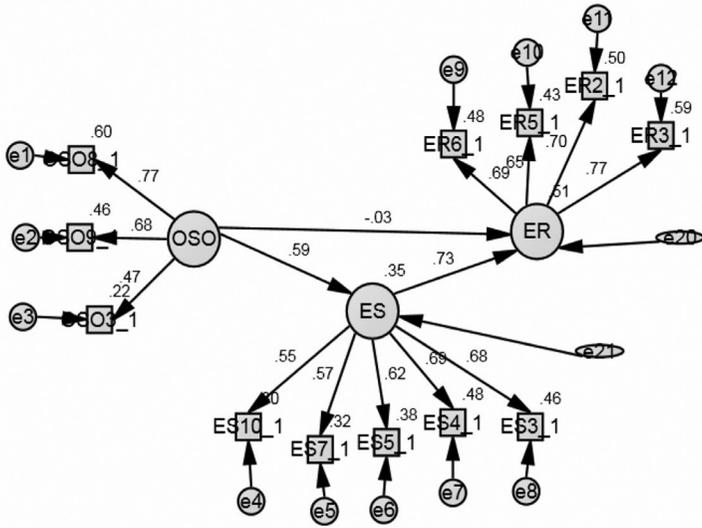 e11
e10
.50
e9
ER2_1
e12
.43
.59
.48
ER5_1
.60
ER6_1
.70
ER3_1
e1
.65
.77
.69
.77
.51
.46
.68
e2
OSO
-.03
ER
e20
.59
.35
.73
.47
.22
e3
ES
e21
.55
.57
.62
.69
.68
.32
.38
.48
.46
ES10_1
ES7_1
ES5_1
ES4_1
ES3_1
e4
e5
e6
e7
e8